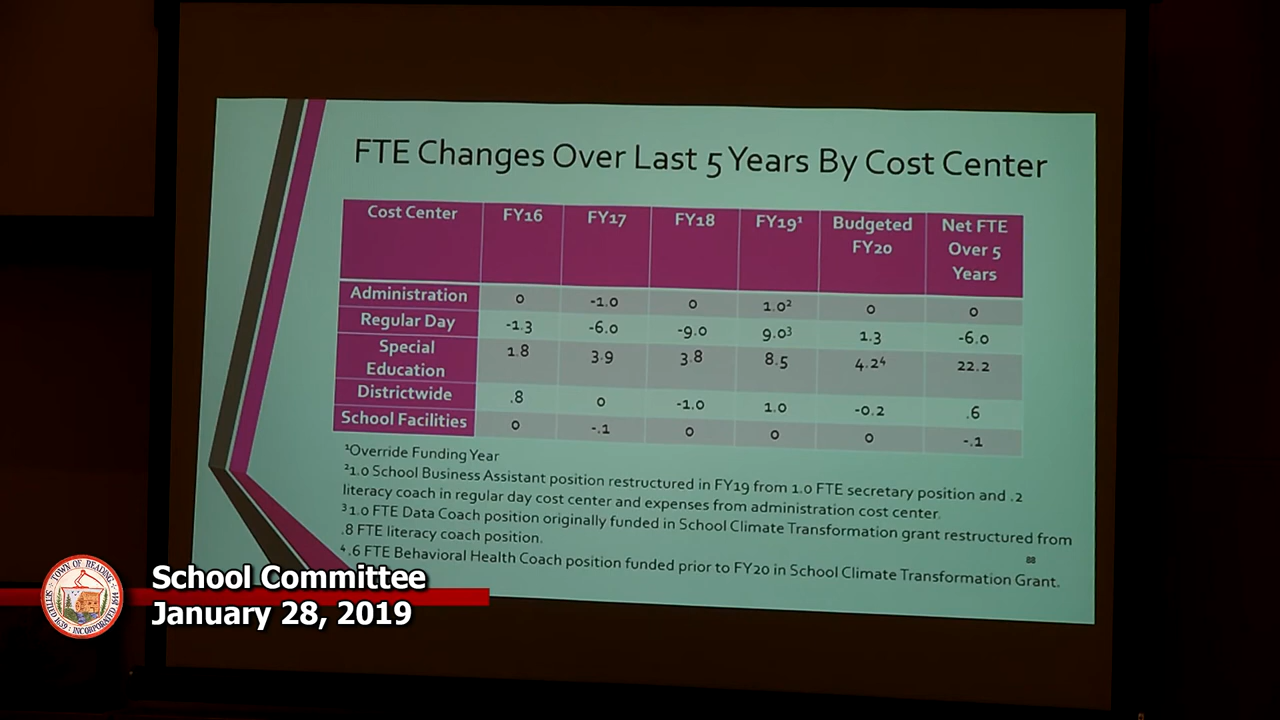 FTE Changes Over Last 5 Years By Cost Center
Cost Center FY16 FY17 FY18 FY19¹ Budgeted FY20 Net FTE Over 5 Years
Administration 0 -1.0 0 1.0² 0 0
Regular Day -1.3 -6.0 -9.0 9.0³ 1.3 -6.0
Special Education 1.8 3.9 3.8 8.5 4.2⁴ 22.2
Districtwide .8 0 -1.0 1.0 -0.2 .6
School Facilities 0 -.1 0 0 0 -.1
¹Override Funding Year
²1.0 School Business Assistant position restructured in FY19 from 1.0 FTE secretary position and .2
literacy coach in regular day cost center and expenses from administration cost center.
³1.0 FTE Data Coach position originally funded in School Climate Transformation grant restructured from
.8 FTE literacy coach position.
⁴.6 FTE Behavioral Health Coach position funded prior to FY20 in School Climate Transformation Grant.
88
TOWN OF READING
SETTLED 1639 : INCORPORATED 1644
School Committee
January 28, 2019